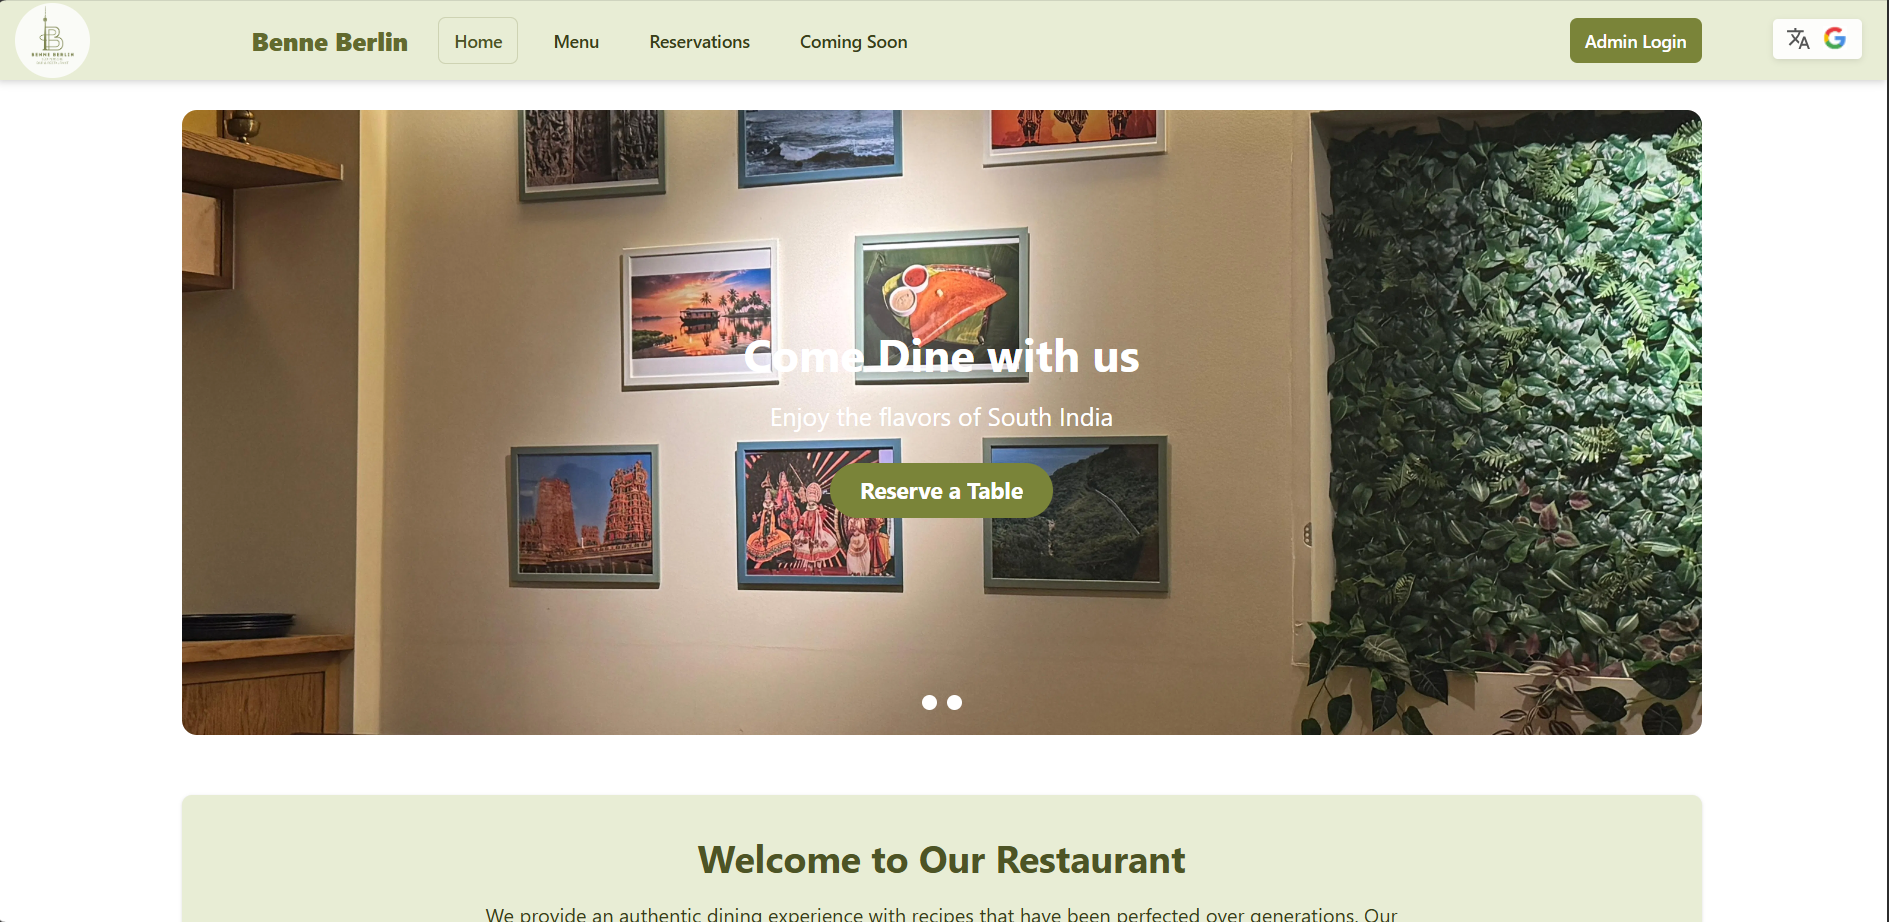 BENNE BERLIN
Benne Berlin
Home
Menu
Reservations
Coming Soon
Admin Login
Come Dine with us
Enjoy the flavors of South India
Reserve a Table
Welcome to Our Restaurant
We provide an authentic dining experience with recipes that have been perfected over generations. Our